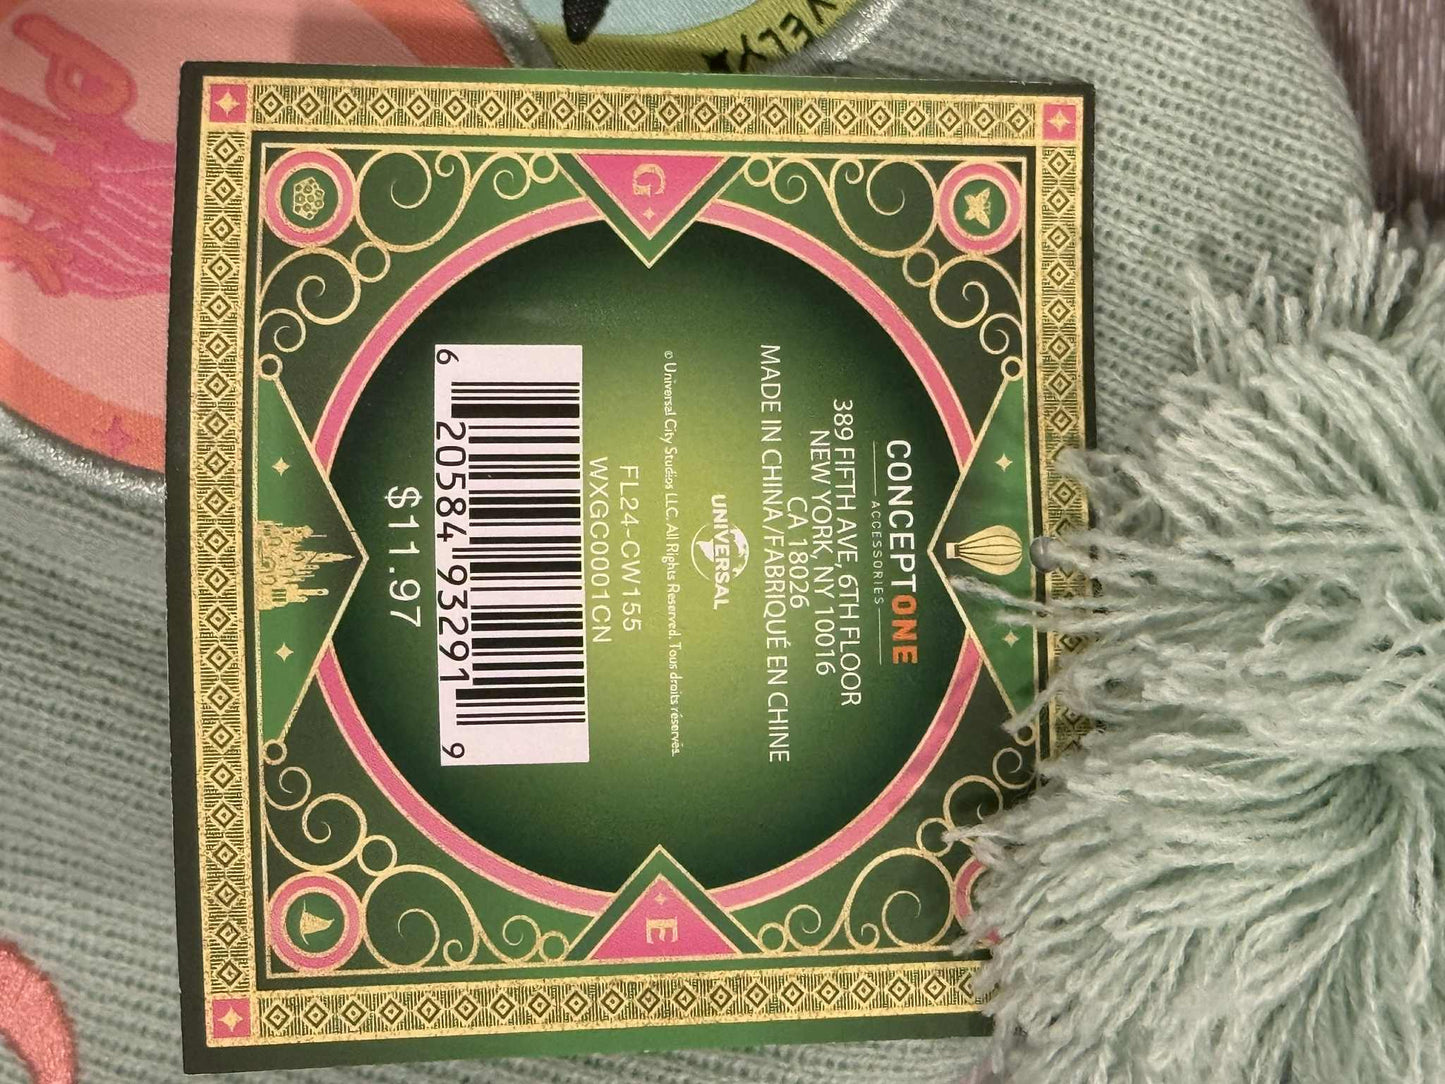 VELY
G
CONCEPTONE
ACCESSORIES
389 FIFTH AVE, 6TH FLOOR
NEW YORK, NY 10016
CA 18026
MADE IN CHINA/FABRIQUÉ EN CHINE
UNIVERSAL
© Universal City Studios LLC. All Rights Reserved. Tous droits réservés.
FL24-CW155
WXGC0001CN
6 20584 93291 9
$11.97
E